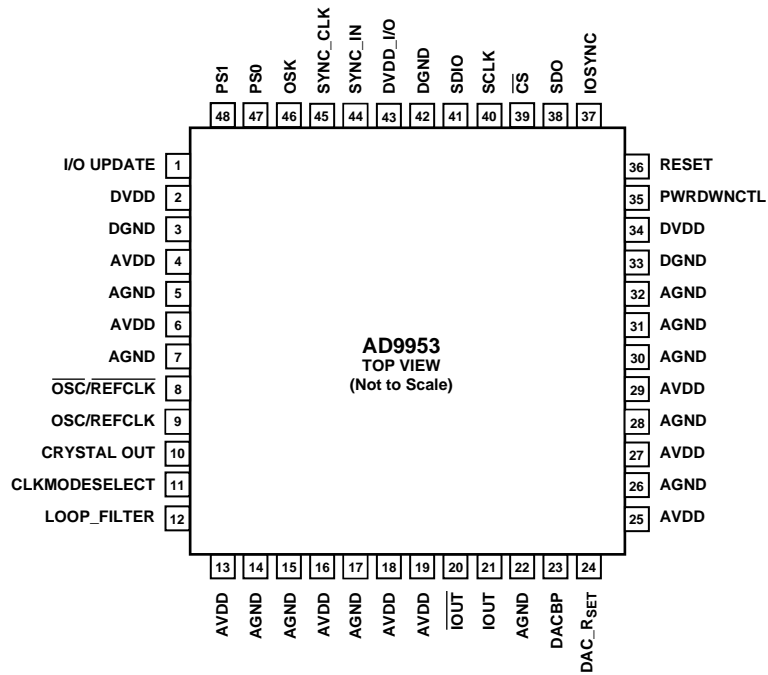 PS1
PS0
OSK
SYNC_CLK
SYNC_IN
DVDD_I/O
DGND
SDIO
SCLK
C̅S̅
SDO
IOSYNC
48 47 46 45 44 43 42 41 40 39 38 37
I/O UPDATE 1
DVDD 2
DGND 3
AVDD 4
AGND 5
AVDD 6
AGND 7
O̅S̅C̅/R̅E̅F̅C̅L̅K̅ 8
OSC/REFCLK 9
CRYSTAL OUT 10
CLKMODESELECT 11
LOOP_FILTER 12
AD9953
TOP VIEW
(Not to Scale)
36 RESET
35 PWRDWNCTL
34 DVDD
33 DGND
32 AGND
31 AGND
30 AGND
29 AVDD
28 AGND
27 AVDD
26 AGND
25 AVDD
13 14 15 16 17 18 19 20 21 22 23 24
AVDD
AGND
AGND
AVDD
AGND
AVDD
AVDD
I̅O̅U̅T̅
IOUT
AGND
DACBP
DAC_RSET